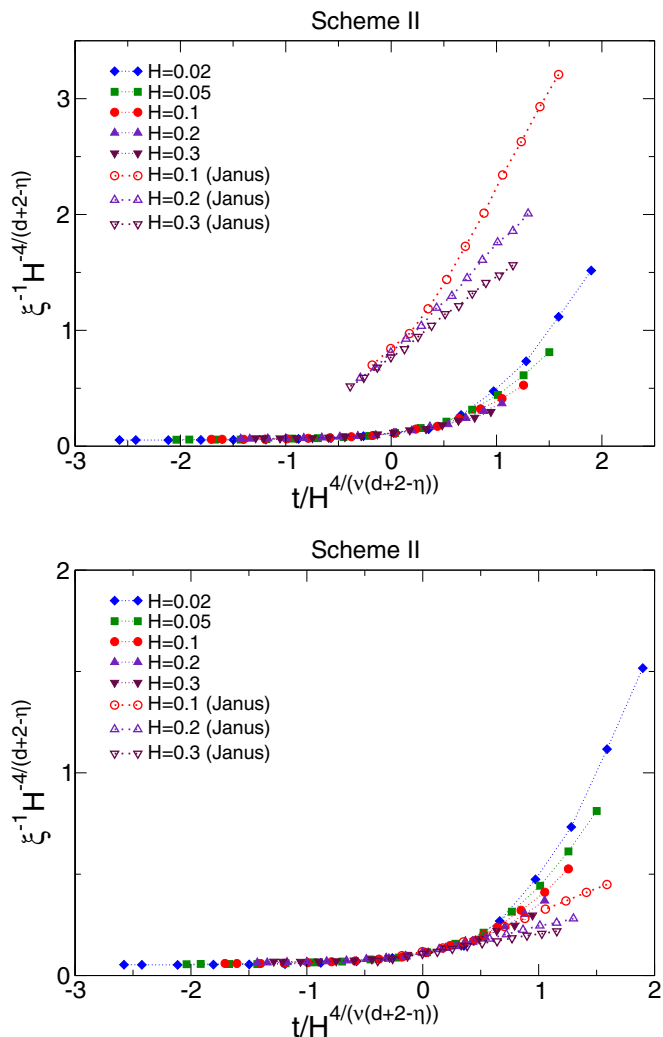 Scheme II
3
2
1
0
ξ⁻¹H⁻⁴/(d+2-η)
H=0.02
H=0.05
H=0.1
H=0.2
H=0.3
H=0.1 (Janus)
H=0.2 (Janus)
H=0.3 (Janus)
-3 -2 -1 0 1 2
t/H⁴/(ν(d+2-η))
Scheme II
2
1
0
ξ⁻¹H⁻⁴/(d+2-η)
H=0.02
H=0.05
H=0.1
H=0.2
H=0.3
H=0.1 (Janus)
H=0.2 (Janus)
H=0.3 (Janus)
-3 -2 -1 0 1 2
t/H⁴/(ν(d+2-η))